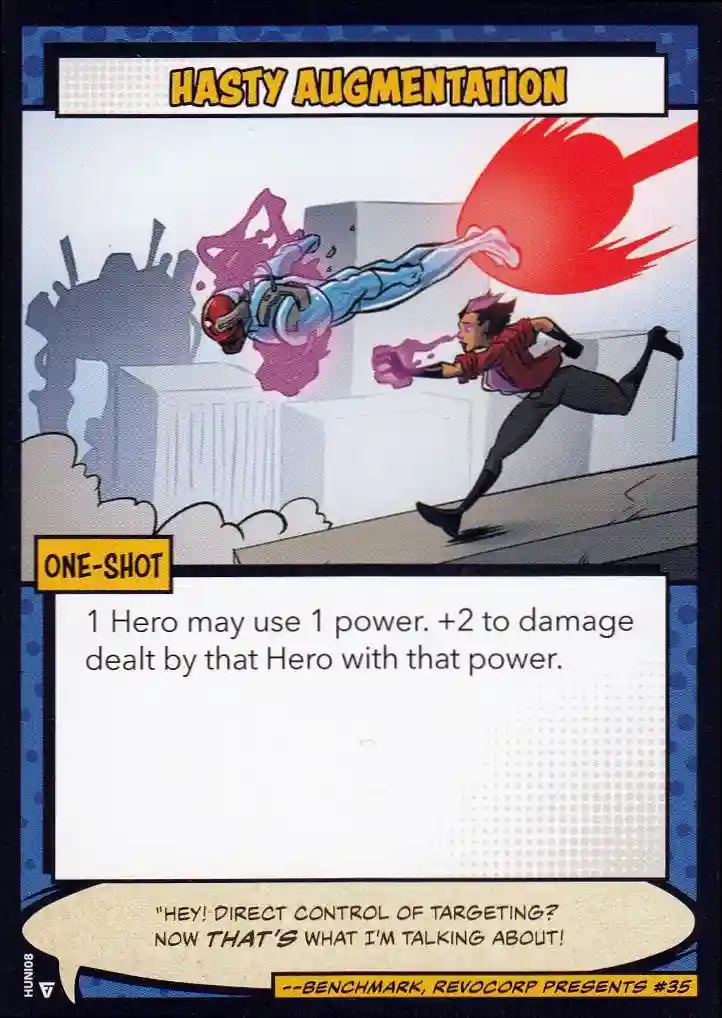 HASTY AUGMENTATION
ONE-SHOT
1 Hero may use 1 power. +2 to damage
dealt by that Hero with that power.
"HEY! DIRECT CONTROL OF TARGETING?
NOW THAT'S WHAT I'M TALKING ABOUT!
--BENCHMARK, REVOCORP PRESENTS #35
HUNI08